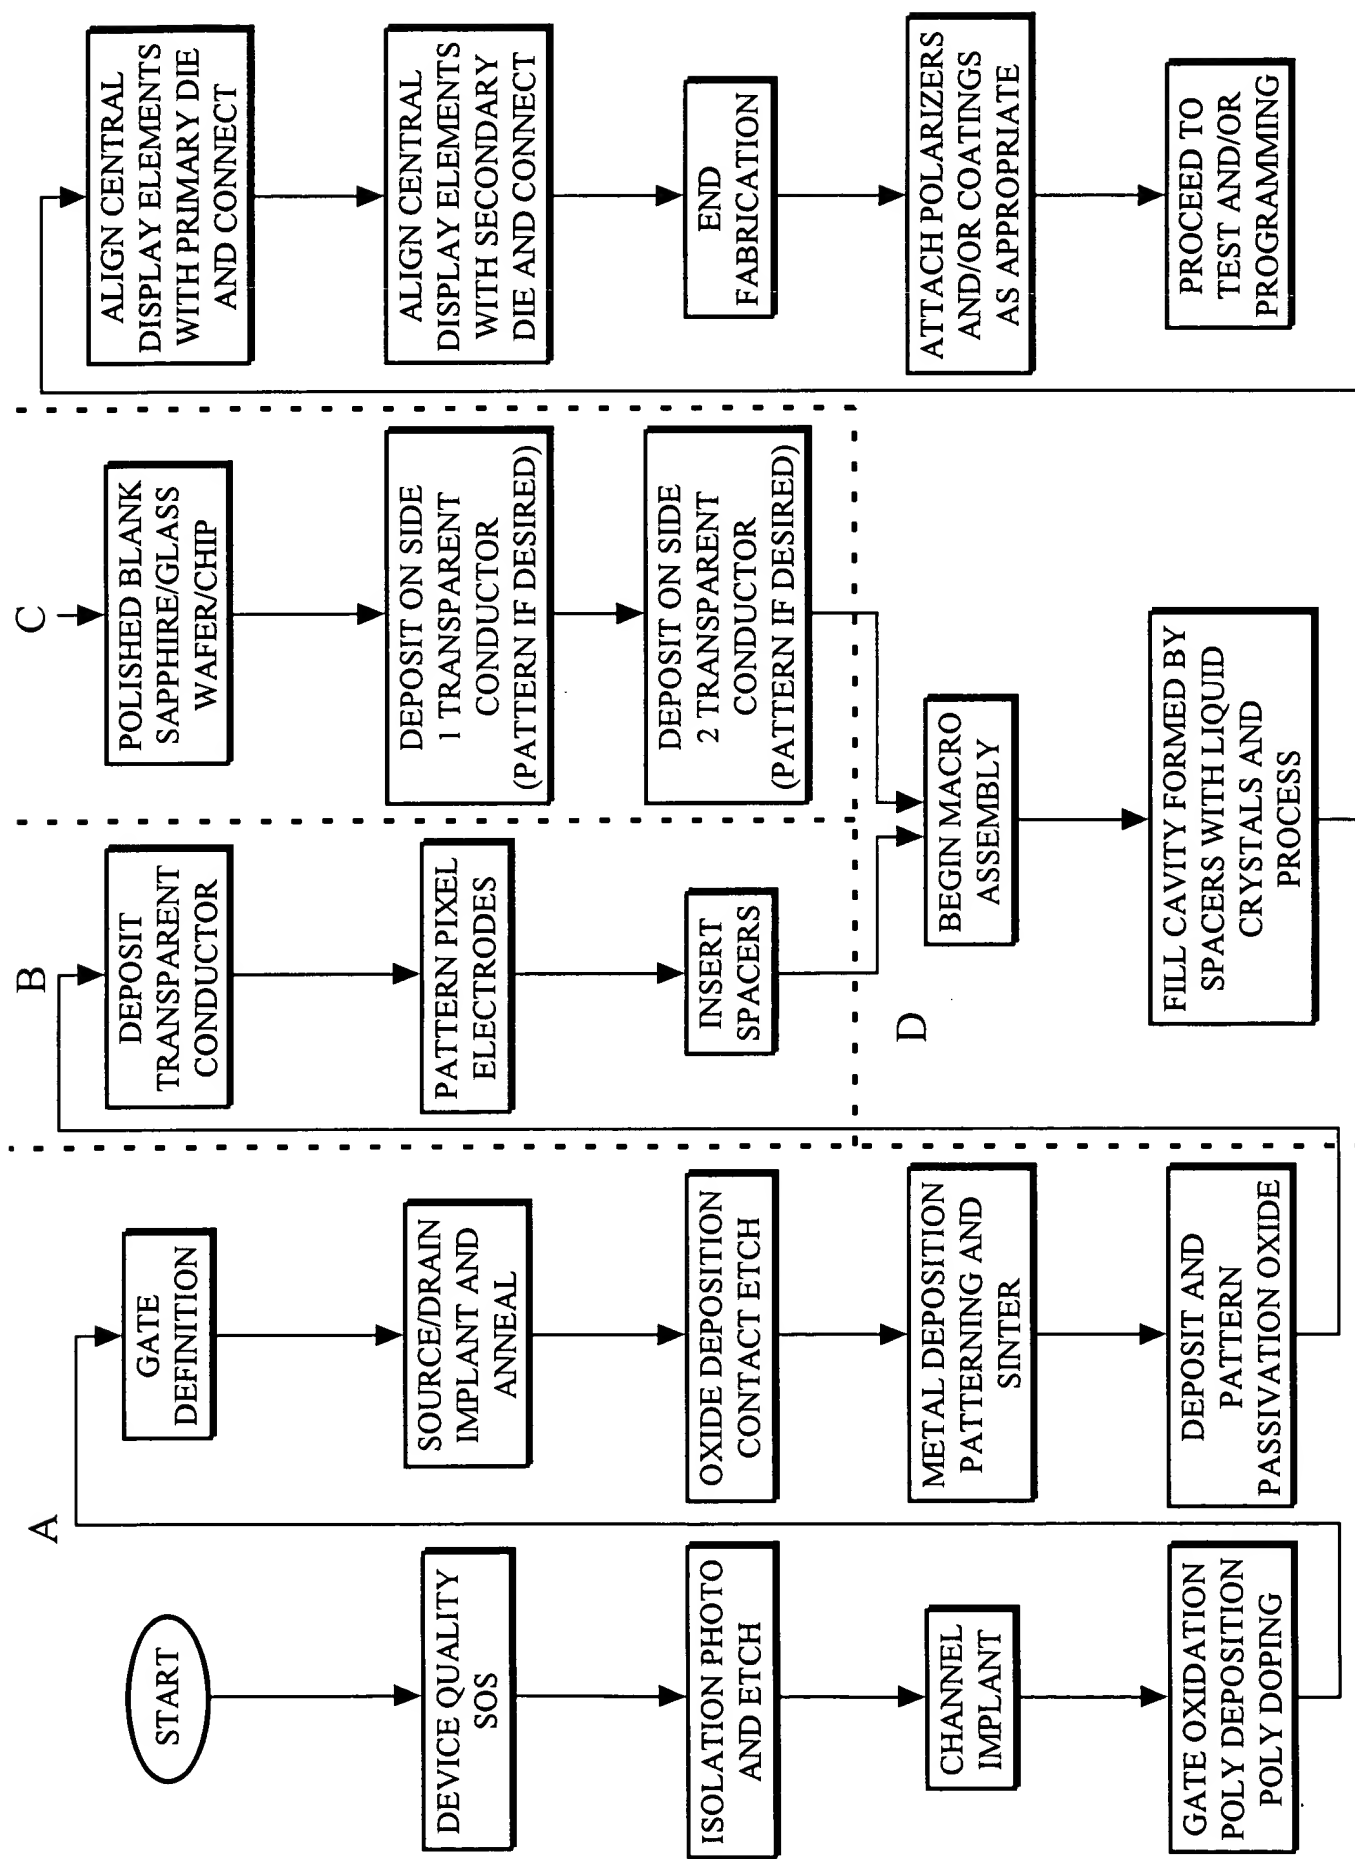 A
START
DEVICE QUALITY
SOS
ISOLATION PHOTO
AND ETCH
CHANNEL
IMPLANT
GATE OXIDATION
POLY DEPOSITION
POLY DOPING
GATE
DEFINITION
SOURCE/DRAIN
IMPLANT AND
ANNEAL
OXIDE DEPOSITION
CONTACT ETCH
METAL DEPOSITION
PATTERNING AND
SINTER
DEPOSIT AND
PATTERN
PASSIVATION OXIDE
B
DEPOSIT
TRANSPARENT
CONDUCTOR
PATTERN PIXEL
ELECTRODES
INSERT
SPACERS
C
POLISHED BLANK
SAPPHIRE/GLASS
WAFER/CHIP
DEPOSIT ON SIDE
1 TRANSPARENT
CONDUCTOR
(PATTERN IF DESIRED)
DEPOSIT ON SIDE
2 TRANSPARENT
CONDUCTOR
(PATTERN IF DESIRED)
D
BEGIN MACRO
ASSEMBLY
FILL CAVITY FORMED BY
SPACERS WITH LIQUID
CRYSTALS AND
PROCESS
ALIGN CENTRAL
DISPLAY ELEMENTS
WITH PRIMARY DIE
AND CONNECT
ALIGN CENTRAL
DISPLAY ELEMENTS
WITH SECONDARY
DIE AND CONNECT
END
FABRICATION
ATTACH POLARIZERS
AND/OR COATINGS
AS APPROPRIATE
PROCEED TO
TEST AND/OR
PROGRAMMING